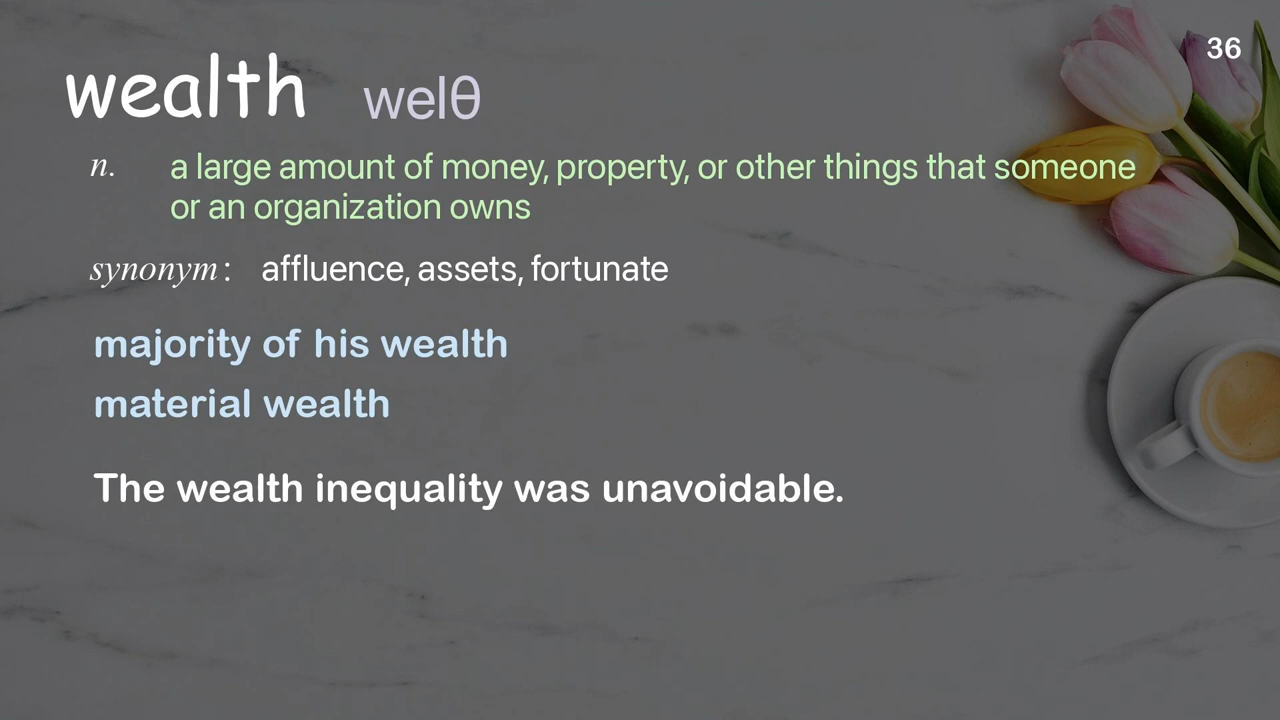 36
wealth welθ
n. a large amount of money, property, or other things that someone
or an organization owns
synonym: affluence, assets, fortunate
majority of his wealth
material wealth
The wealth inequality was unavoidable.